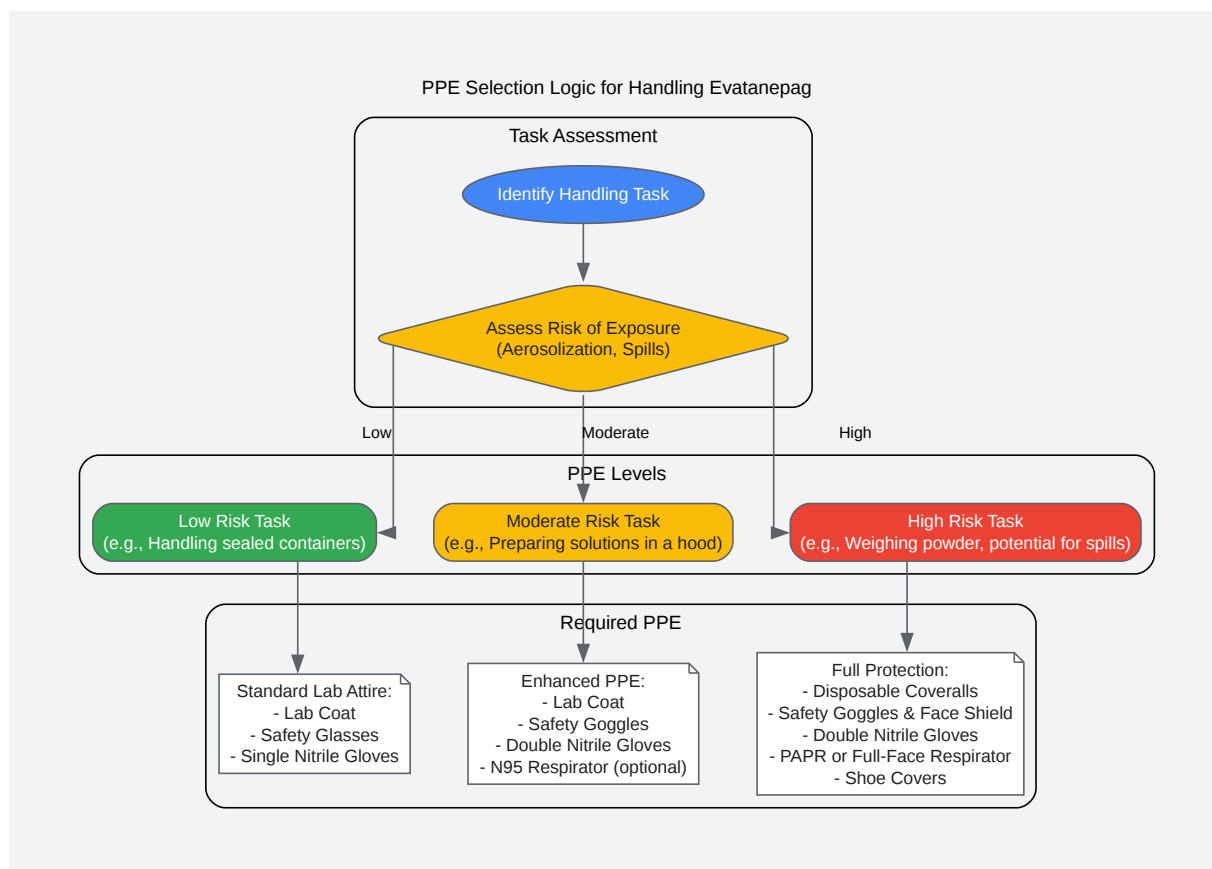 PPE Selection Logic for Handling Evatanepag
Task Assessment
Identify Handling Task
Assess Risk of Exposure
(Aerosolization, Spills)
Low
Moderate
High
PPE Levels
Low Risk Task
(e.g., Handling sealed containers)
Moderate Risk Task
(e.g., Preparing solutions in a hood)
High Risk Task
(e.g., Weighing powder, potential for spills)
Required PPE
Standard Lab Attire:
- Lab Coat
- Safety Glasses
- Single Nitrile Gloves
Enhanced PPE:
- Lab Coat
- Safety Goggles
- Double Nitrile Gloves
- N95 Respirator (optional)
Full Protection:
- Disposable Coveralls
- Safety Goggles & Face Shield
- Double Nitrile Gloves
- PAPR or Full-Face Respirator
- Shoe Covers